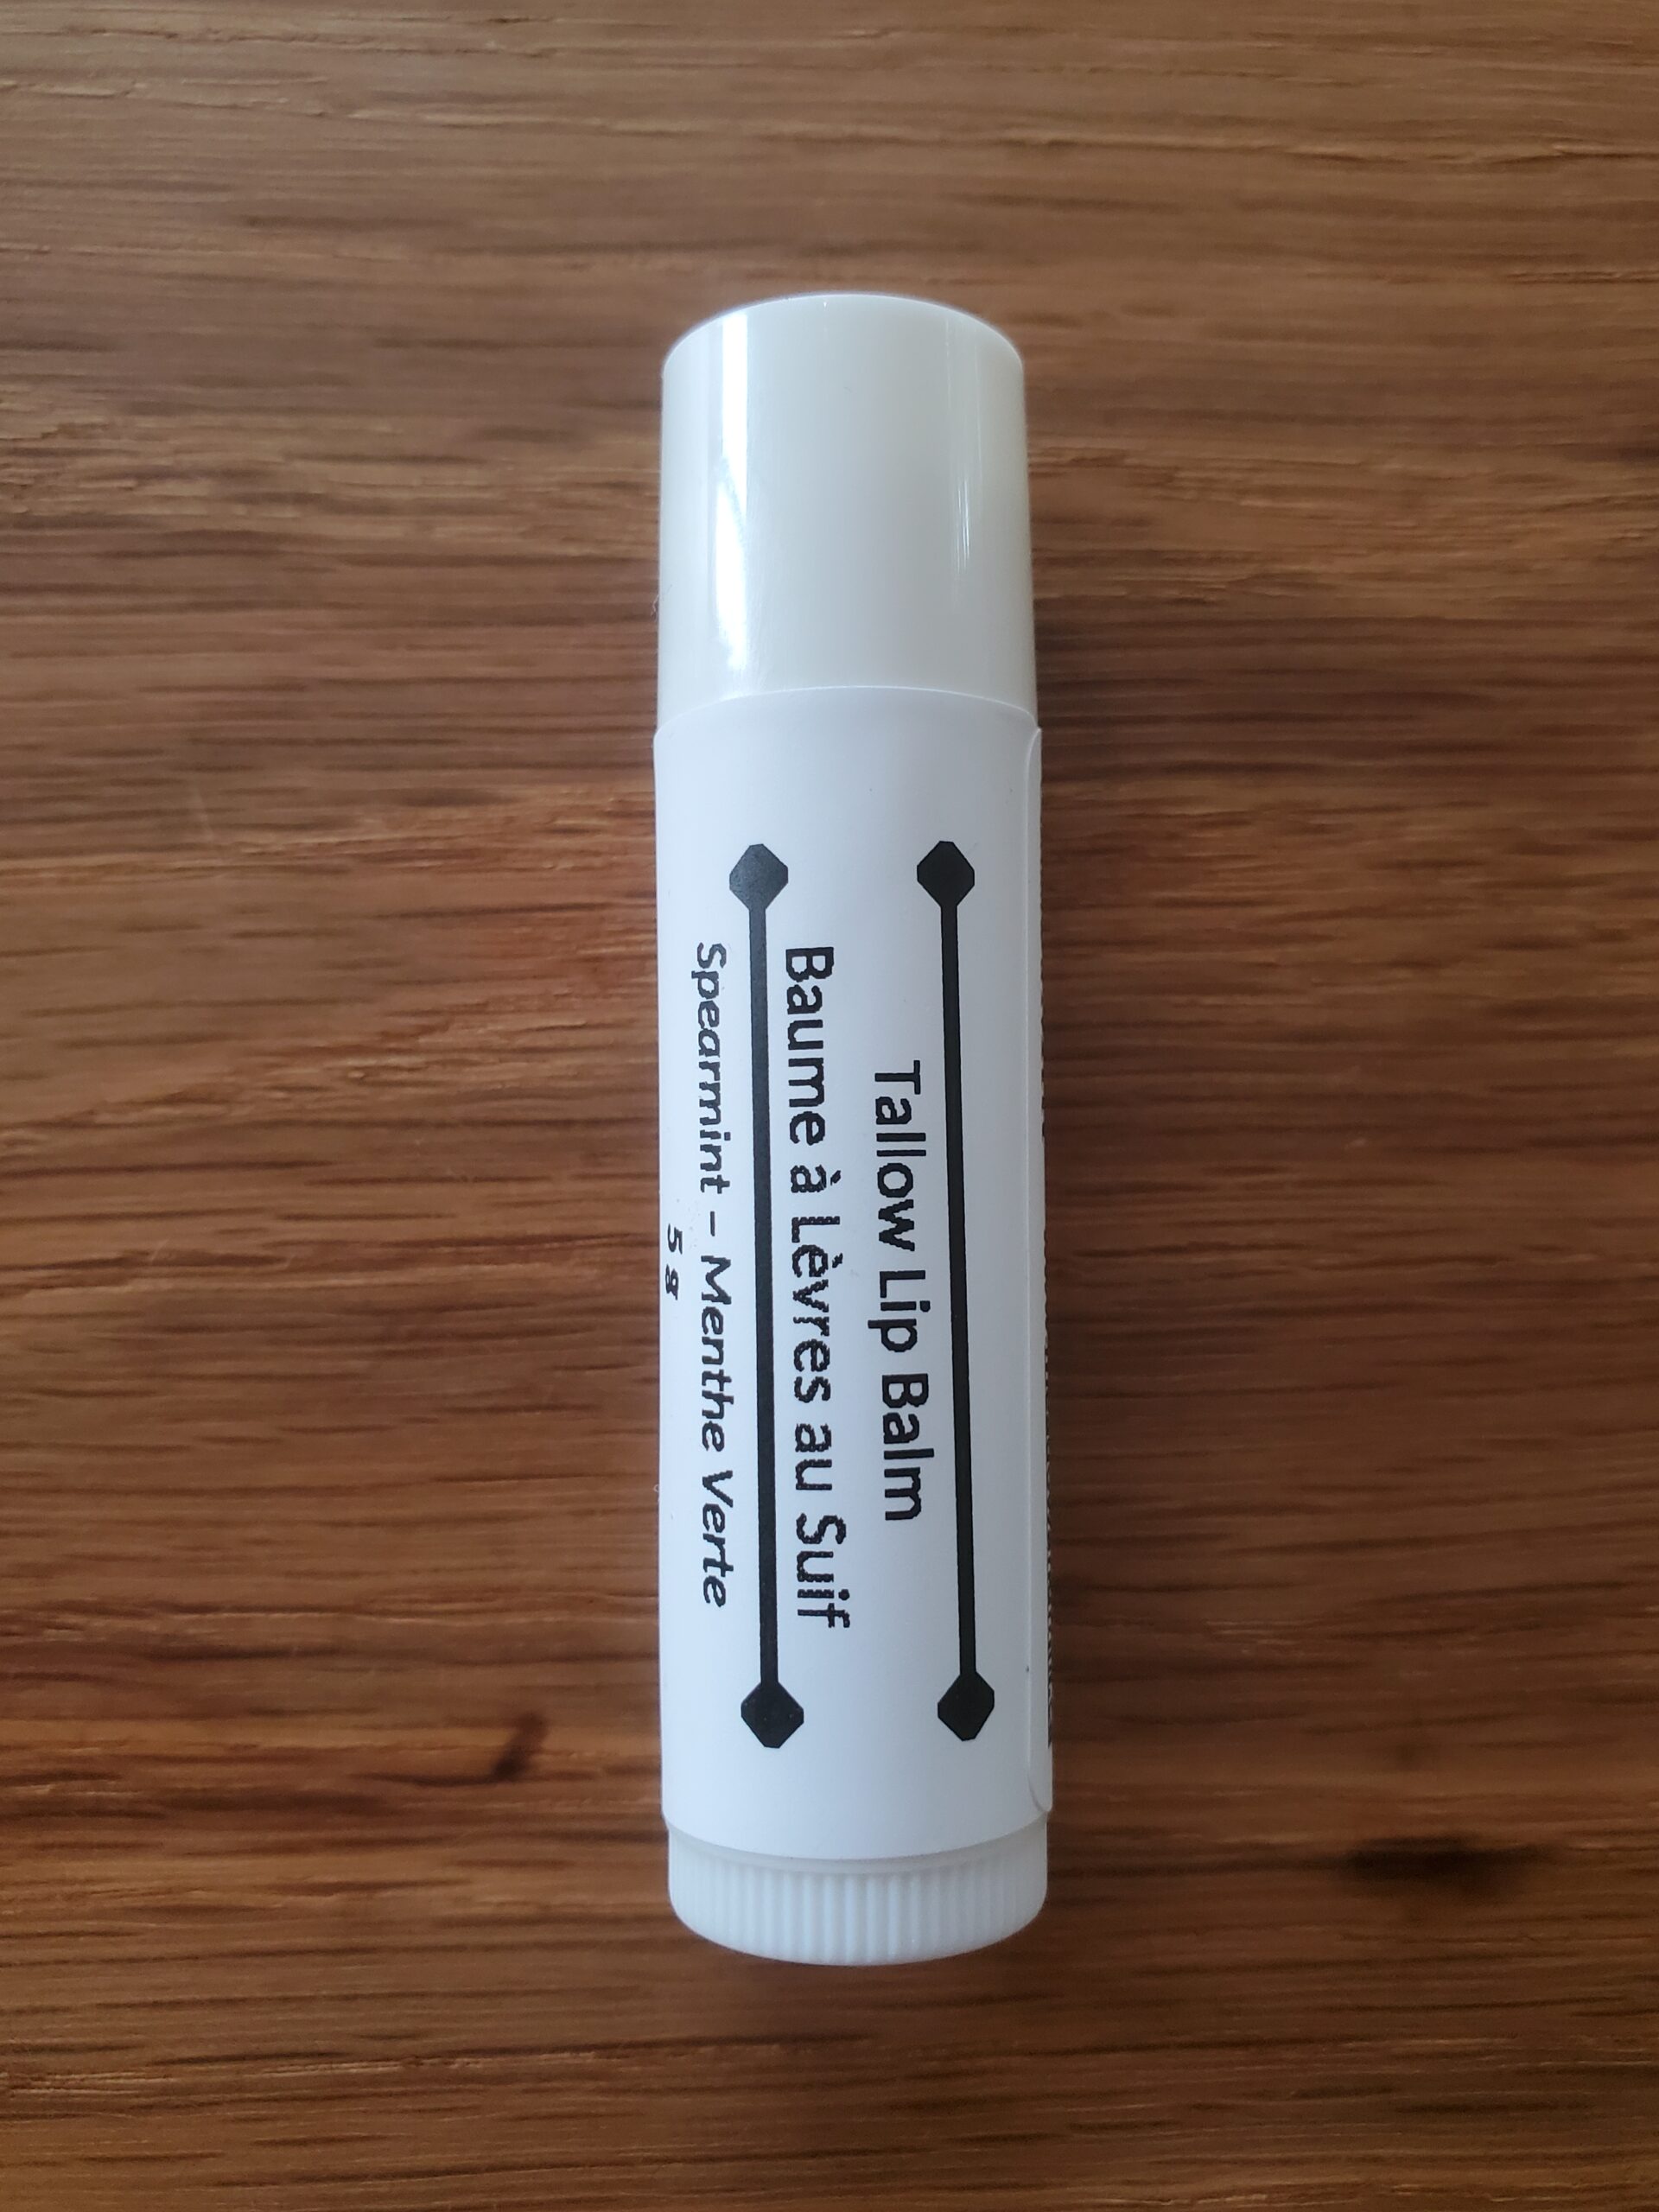 Tallow Lip Balm
Baume à Lèvres au Suif
Spearmint - Menthe Verte
5 g